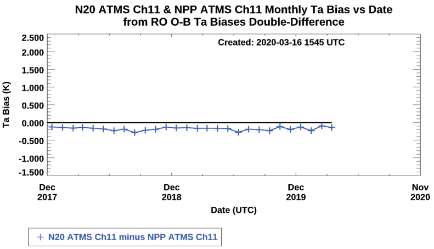 N20 ATMS Ch11 & NPP ATMS Ch11 Monthly Ta Bias vs Date
from RO O-B Ta Biases Double-Difference
Created: 2020-03-16 1545 UTC
Ta Bias (K)
2.500
2.000
1.500
1.000
0.500
0.000
-0.500
-1.000
-1.500
Dec Dec Dec Nov
2017 2018 2019 2020
Date (UTC)
N20 ATMS Ch11 minus NPP ATMS Ch11